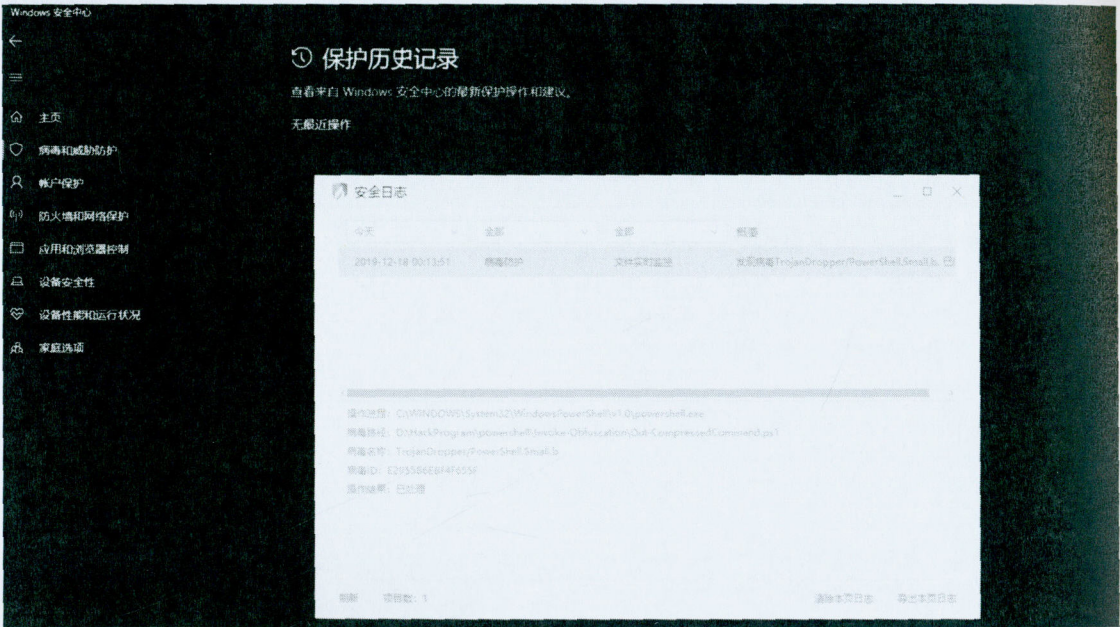 Windows 安全中心
保护历史记录
查看来自 Windows 安全中心的最新保护操作和建议。
无最近操作
主页
病毒和威胁防护
帐户保护
防火墙和网络保护
应用和浏览器控制
设备安全性
设备性能和运行状况
家庭选项
安全日志
今天 全部 全部 概要
2019-12-18 00:13:51 病毒防护 文件实时监控 发现病毒TrojanDropper/PowerShell.Small.b,
操作进程: C:\WINDOWS\System32\WindowsPowerShell\v1.0\powershell.exe
病毒路径: D:\HackProgram\powershell\Invoke-Obfuscation\Out-CompressedCommand.ps1
病毒名称: TrojanDropper/PowerShell.Small.b
病毒ID:
操作结果: 已处理
刷新 项目数: 清除本页日志 导出本页日志